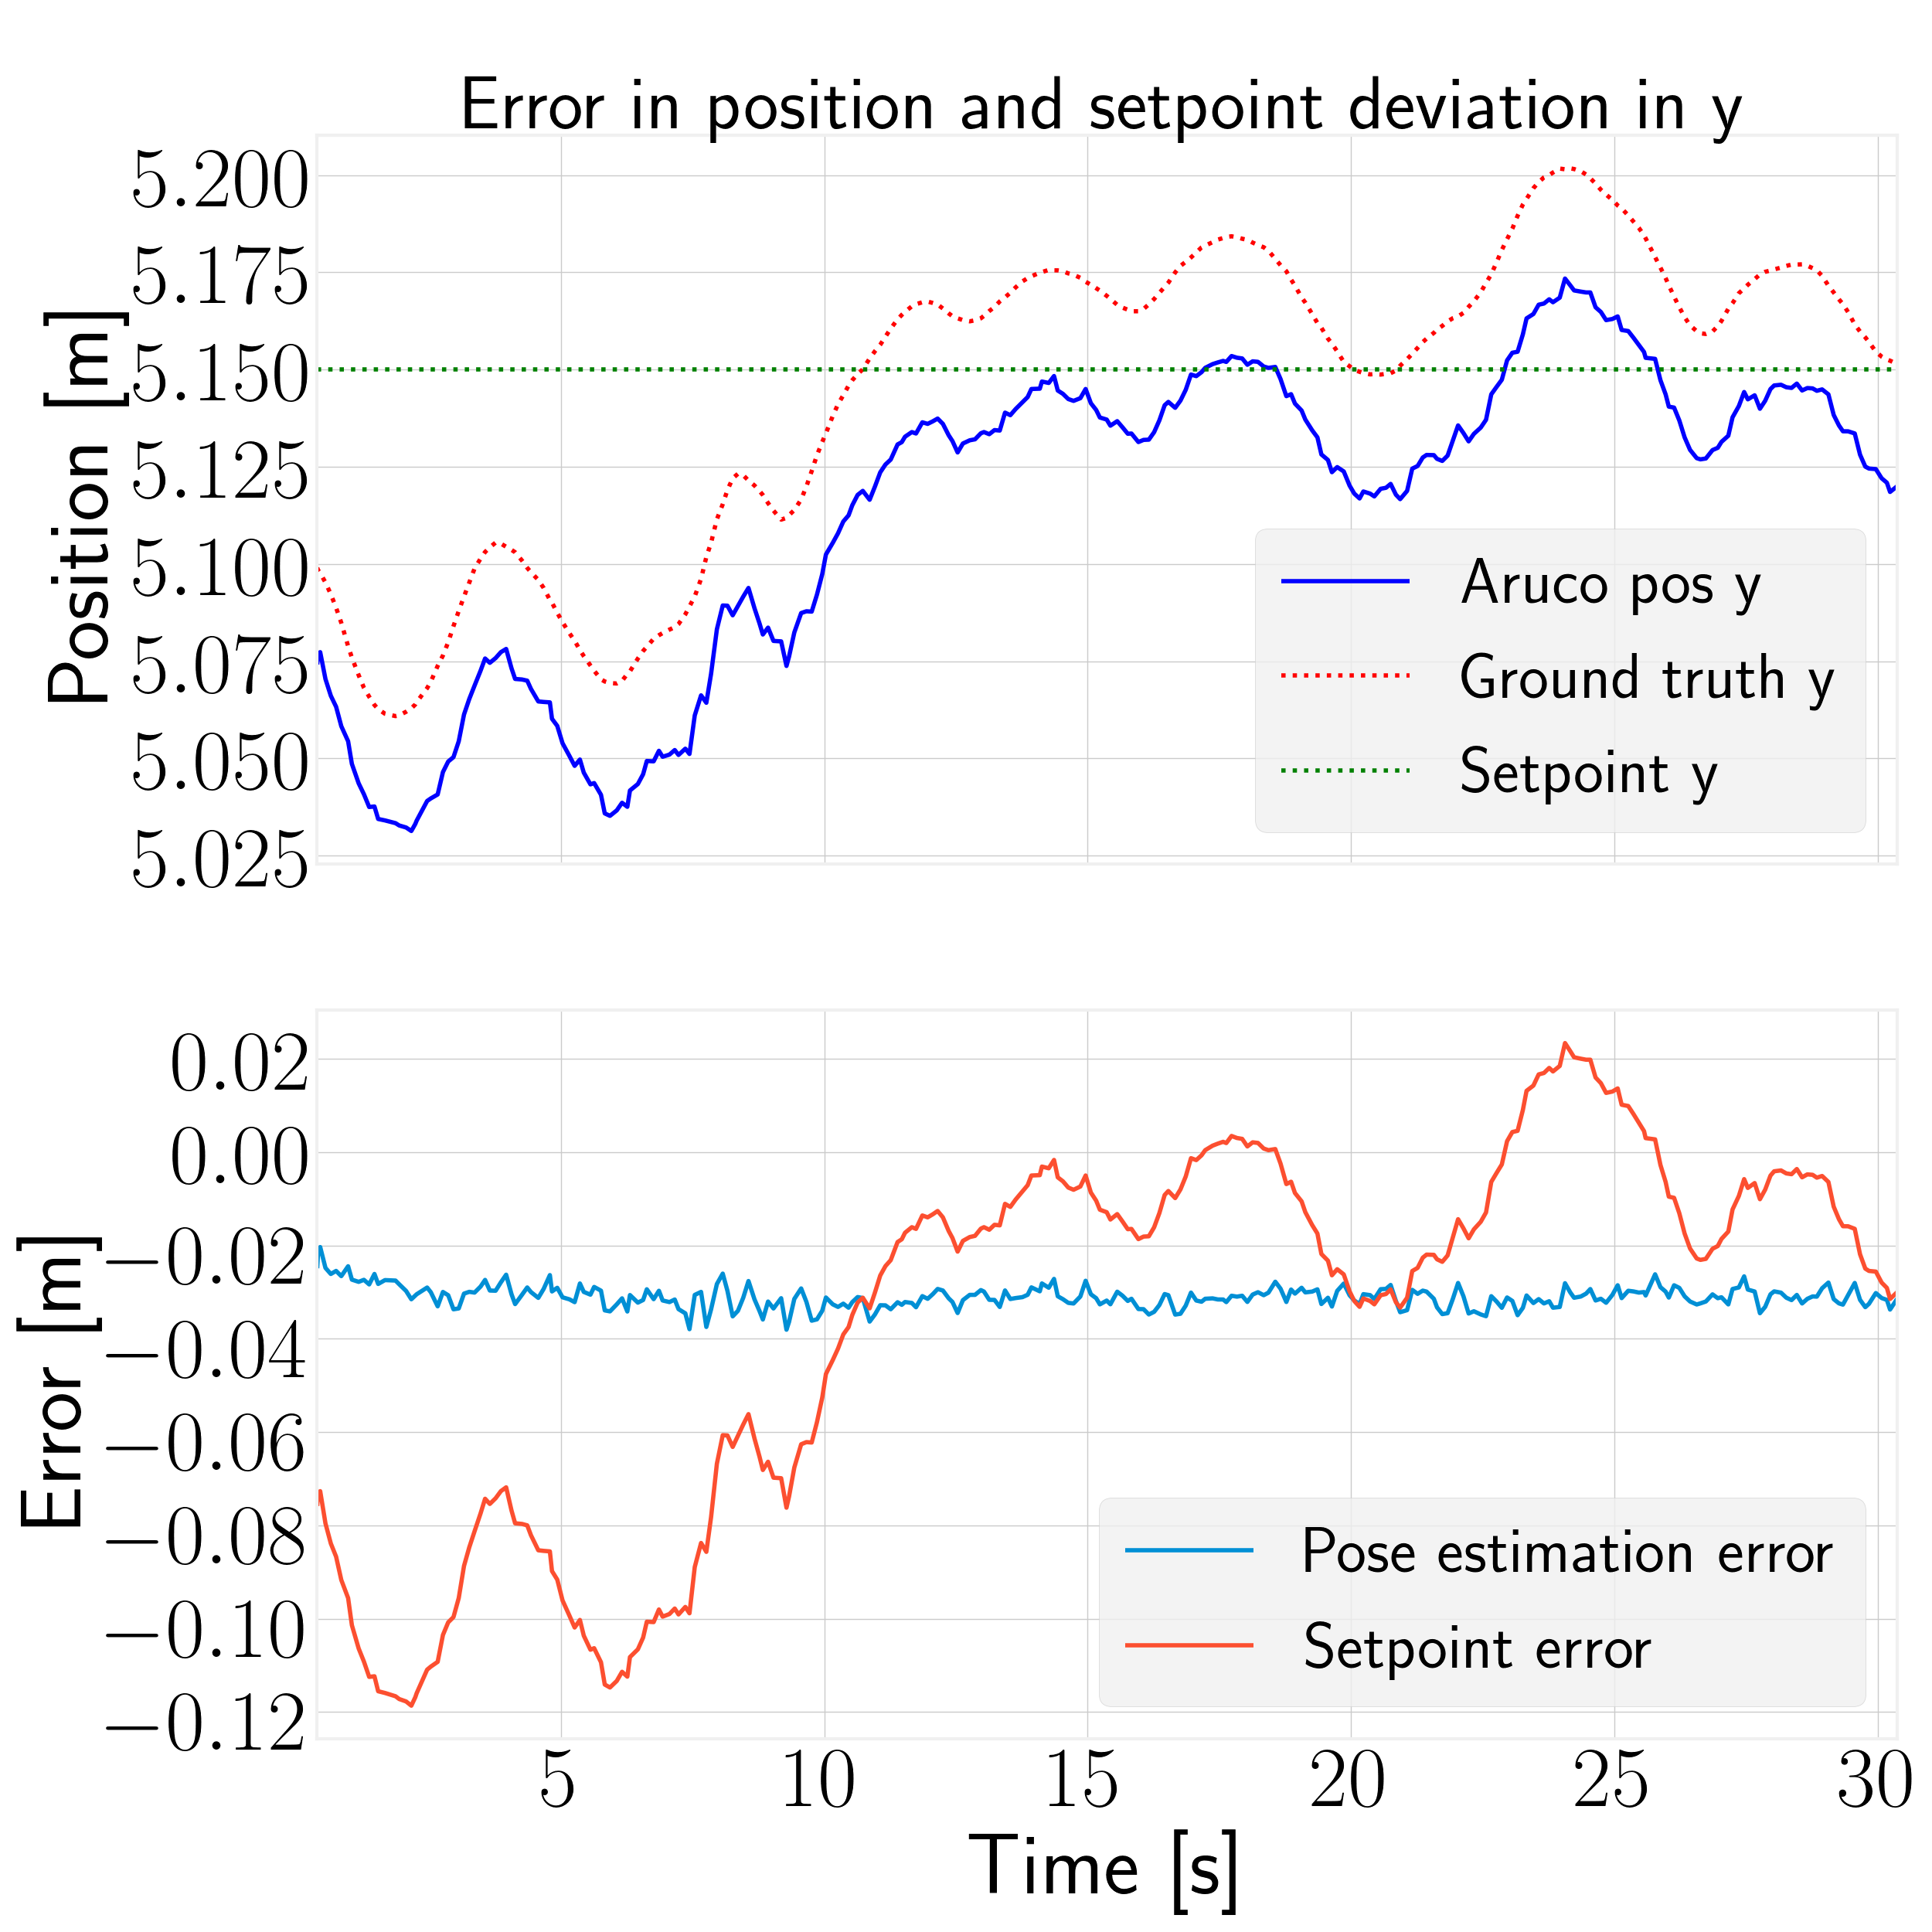 Error in position and setpoint deviation in y
Position [m]
5.200
5.175
5.150
5.125
5.100
5.075
5.050
5.025
Aruco pos y
Ground truth y
Setpoint y
Error [m]
0.02
0.00
−0.02
−0.04
−0.06
−0.08
−0.10
−0.12
Pose estimation error
Setpoint error
5 10 15 20 25 30
Time [s]